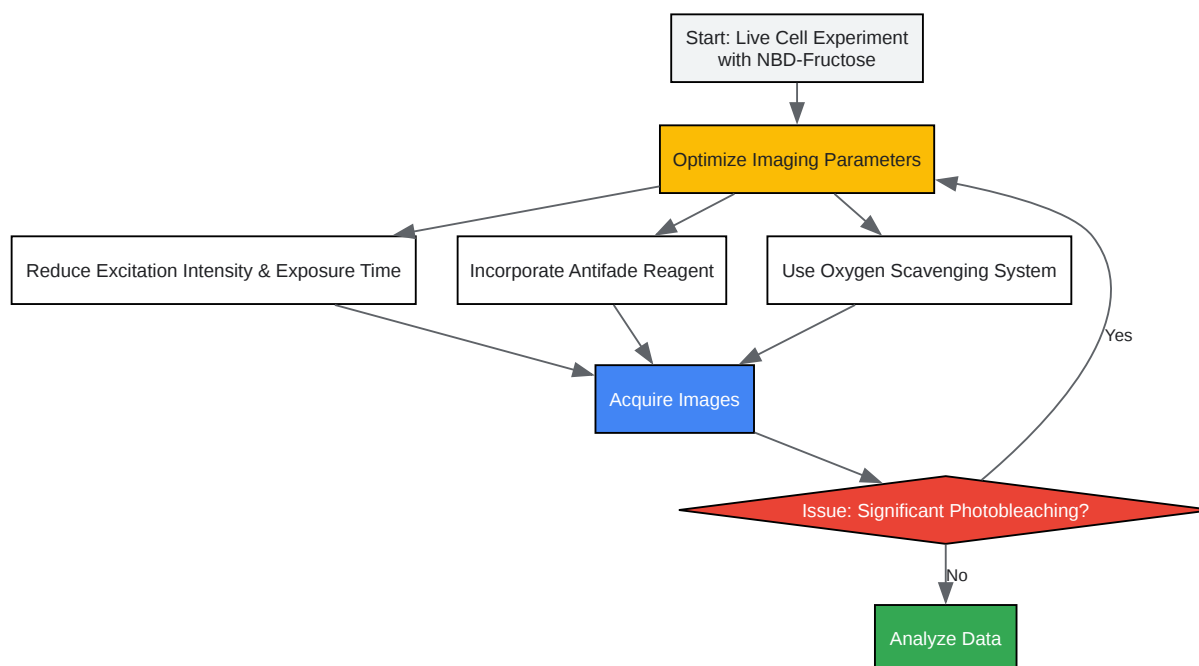 Start: Live Cell Experiment
with NBD-Fructose
Optimize Imaging Parameters
Reduce Excitation Intensity & Exposure Time
Incorporate Antifade Reagent
Use Oxygen Scavenging System
Yes
Acquire Images
Issue: Significant Photobleaching?
No
Analyze Data